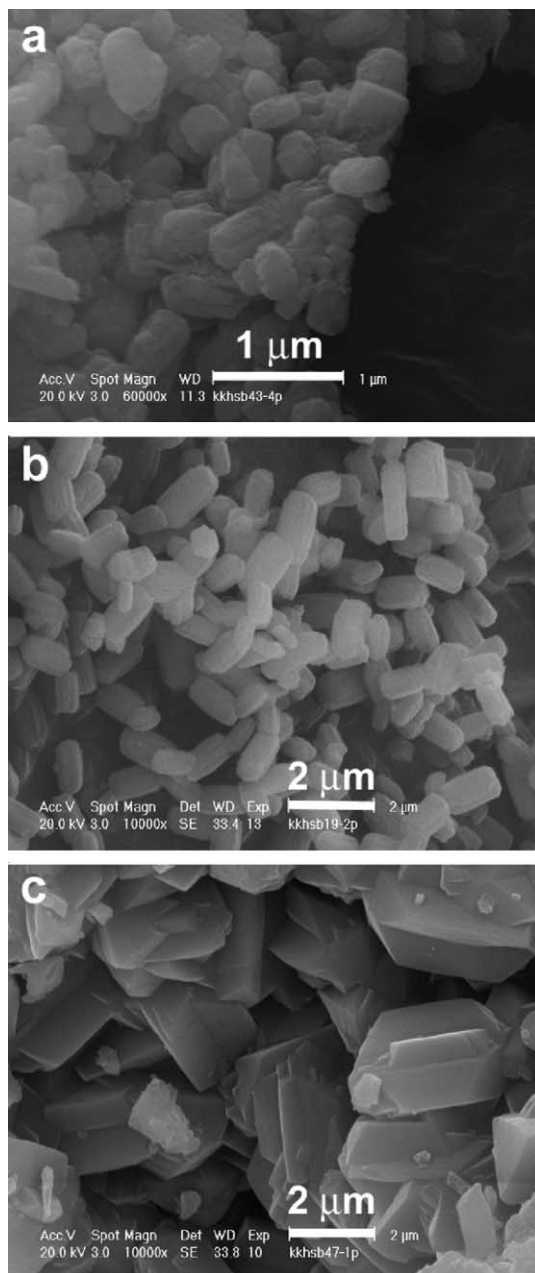 a
1 μm
Acc.V Spot Magn WD 1 μm
20.0 kV 3.0 60000x 11.3 kkhsb43-4p
b
2 μm
Acc.V Spot Magn Det WD Exp 2 μm
20.0 kV 3.0 10000x SE 33.4 13 kkhsb19-2p
c
2 μm
Acc.V Spot Magn Det WD Exp 2 μm
20.0 kV 3.0 10000x SE 33.8 10 kkhsb47-1p